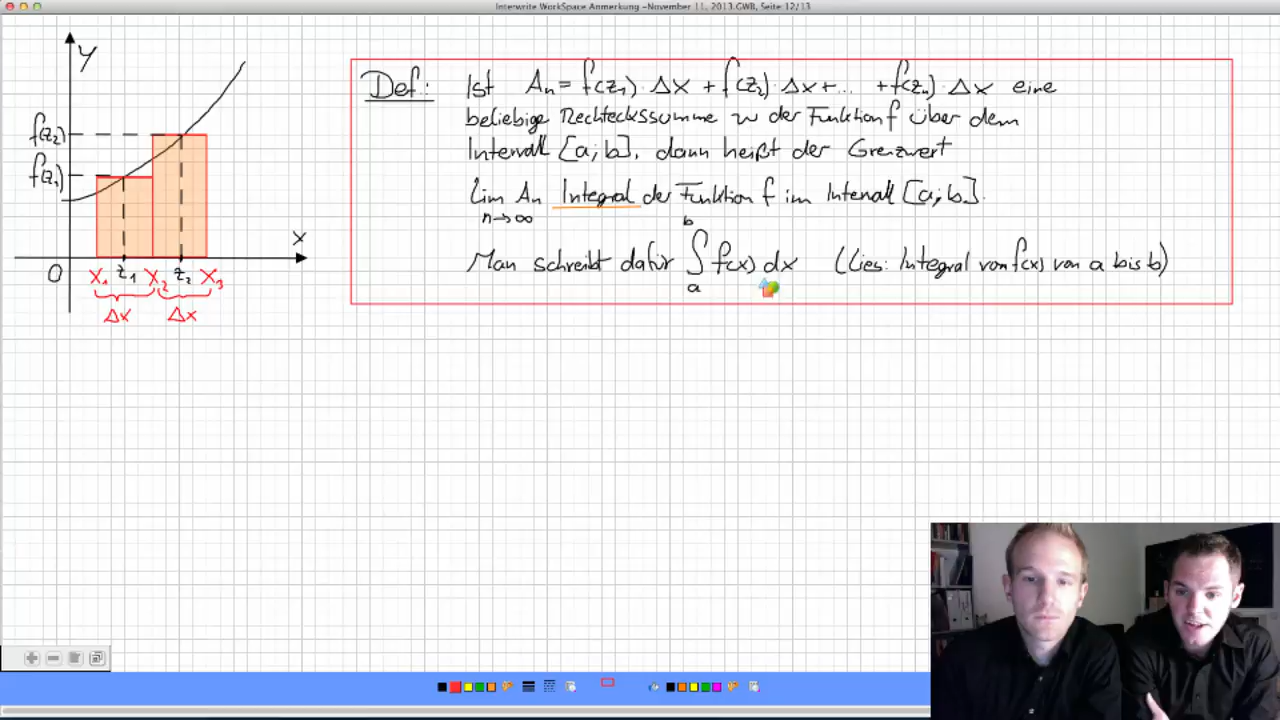 Interwrite WorkSpace Anmerkung -November 11, 2013.GWB, Seite:12/13
y
f(z₂)
f(z₁)
x
0
x₁ z₁ x₂ z₂ x₃
Δx Δx
Def.: Ist Aₙ = f(z₁)·Δx + f(z₂)·Δx+... +f(zₙ)·Δx eine
beliebige Rechteckssumme zu der Funktion f über dem
Intervall [a;b], dann heißt der Grenzwert
lim Aₙ Integral der Funktion f im Intervall [a;b].
n→∞
b
Man schreibt dafür ∫ f(x) dx (Lies: Integral von f(x) von a bis b)
a